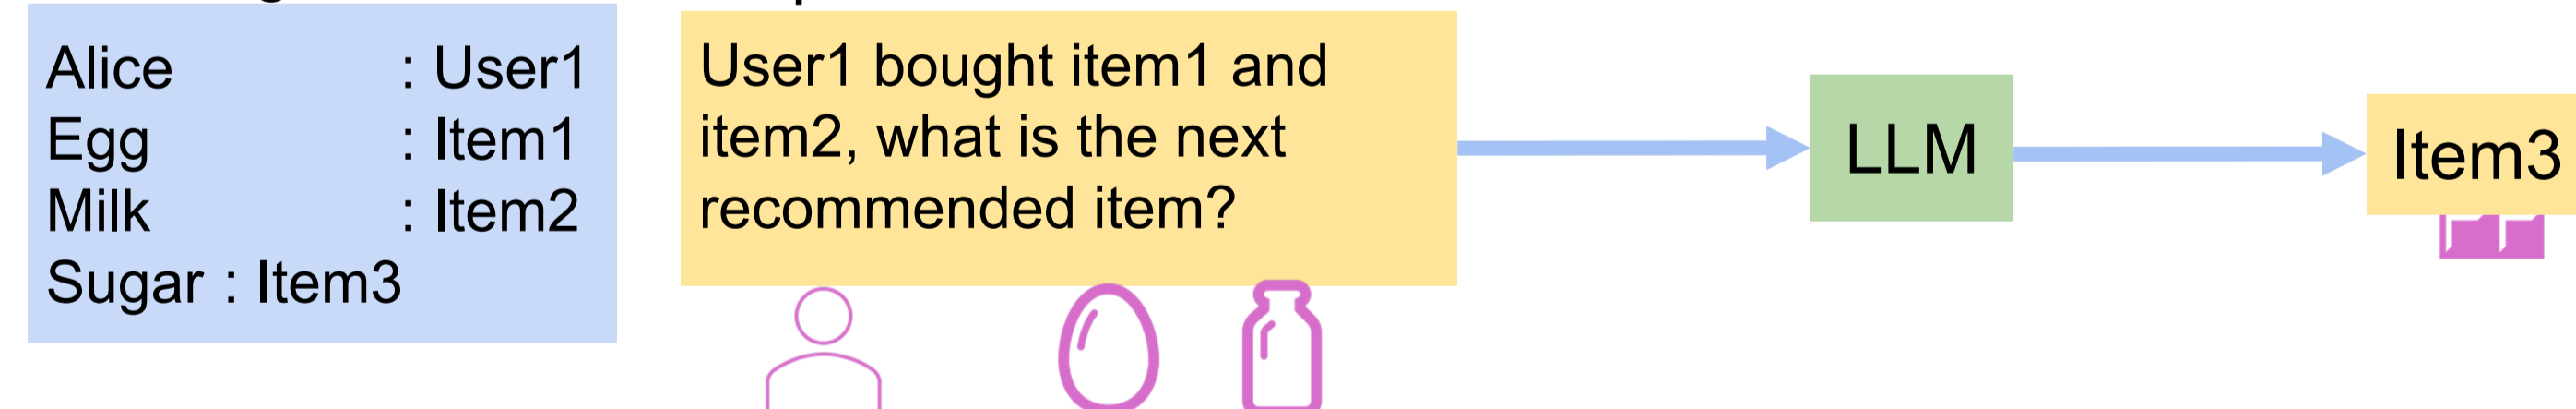 Alice : User1
Egg : Item1
Milk : Item2
Sugar : Item3
User1 bought item1 and
item2, what is the next
recommended item?
LLM
Item3